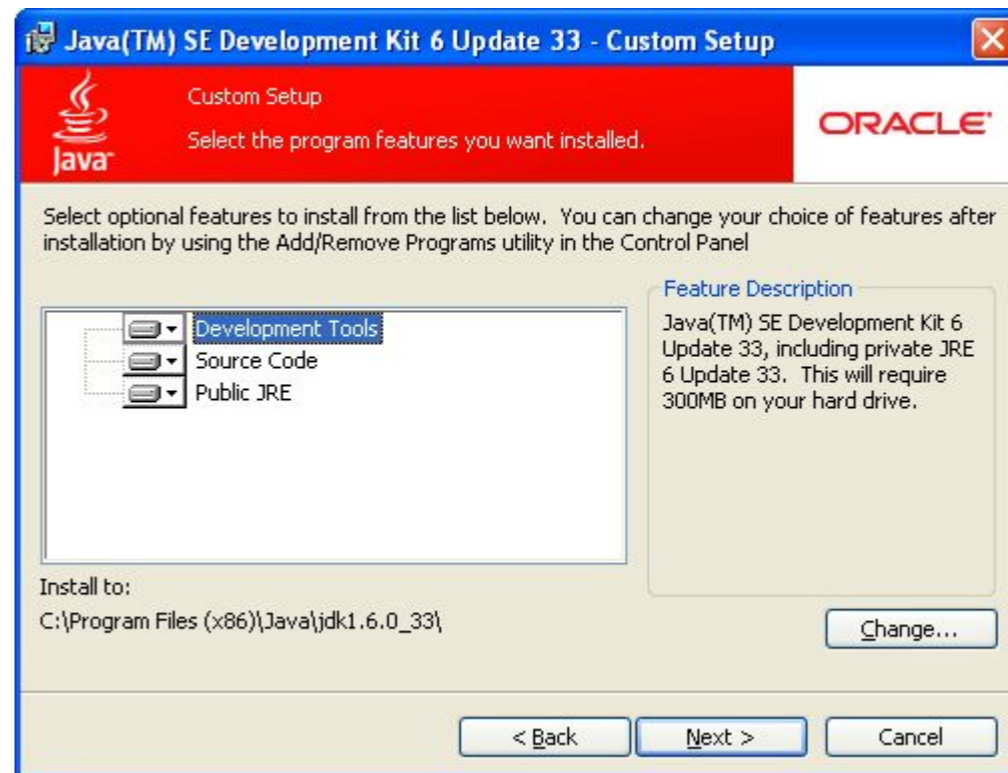 Java(TM) SE Development Kit 6 Update 33 - Custom Setup
Java™
Custom Setup
Select the program features you want installed.
ORACLE®
Select optional features to install from the list below.  You can change your choice of features after
installation by using the Add/Remove Programs utility in the Control Panel
Development Tools
Source Code
Public JRE
Feature Description
Java(TM) SE Development Kit 6
Update 33, including private JRE
6 Update 33.  This will require
300MB on your hard drive.
Install to:
C:\Program Files (x86)\Java\jdk1.6.0_33\
Change...
< Back
Next >
Cancel